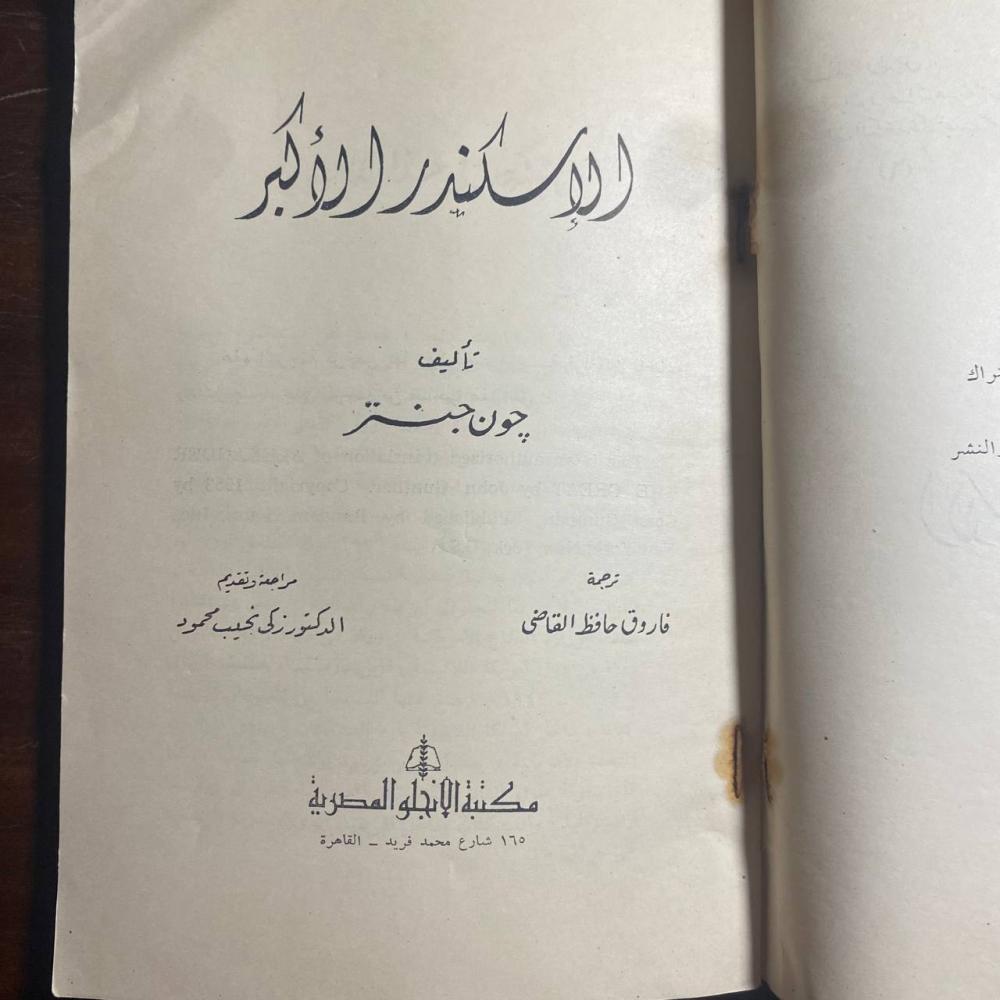 الإسكندر الأكبر
تأليف
چون جنتر
ترجمة
فاروق حافظ القاضى
مراجعة وتقديم
الدكتور زكى نجيب محمود
مكتبة الأنجلو المصرية
١٦٥ شارع محمد فريد – القاهرة
والنشر